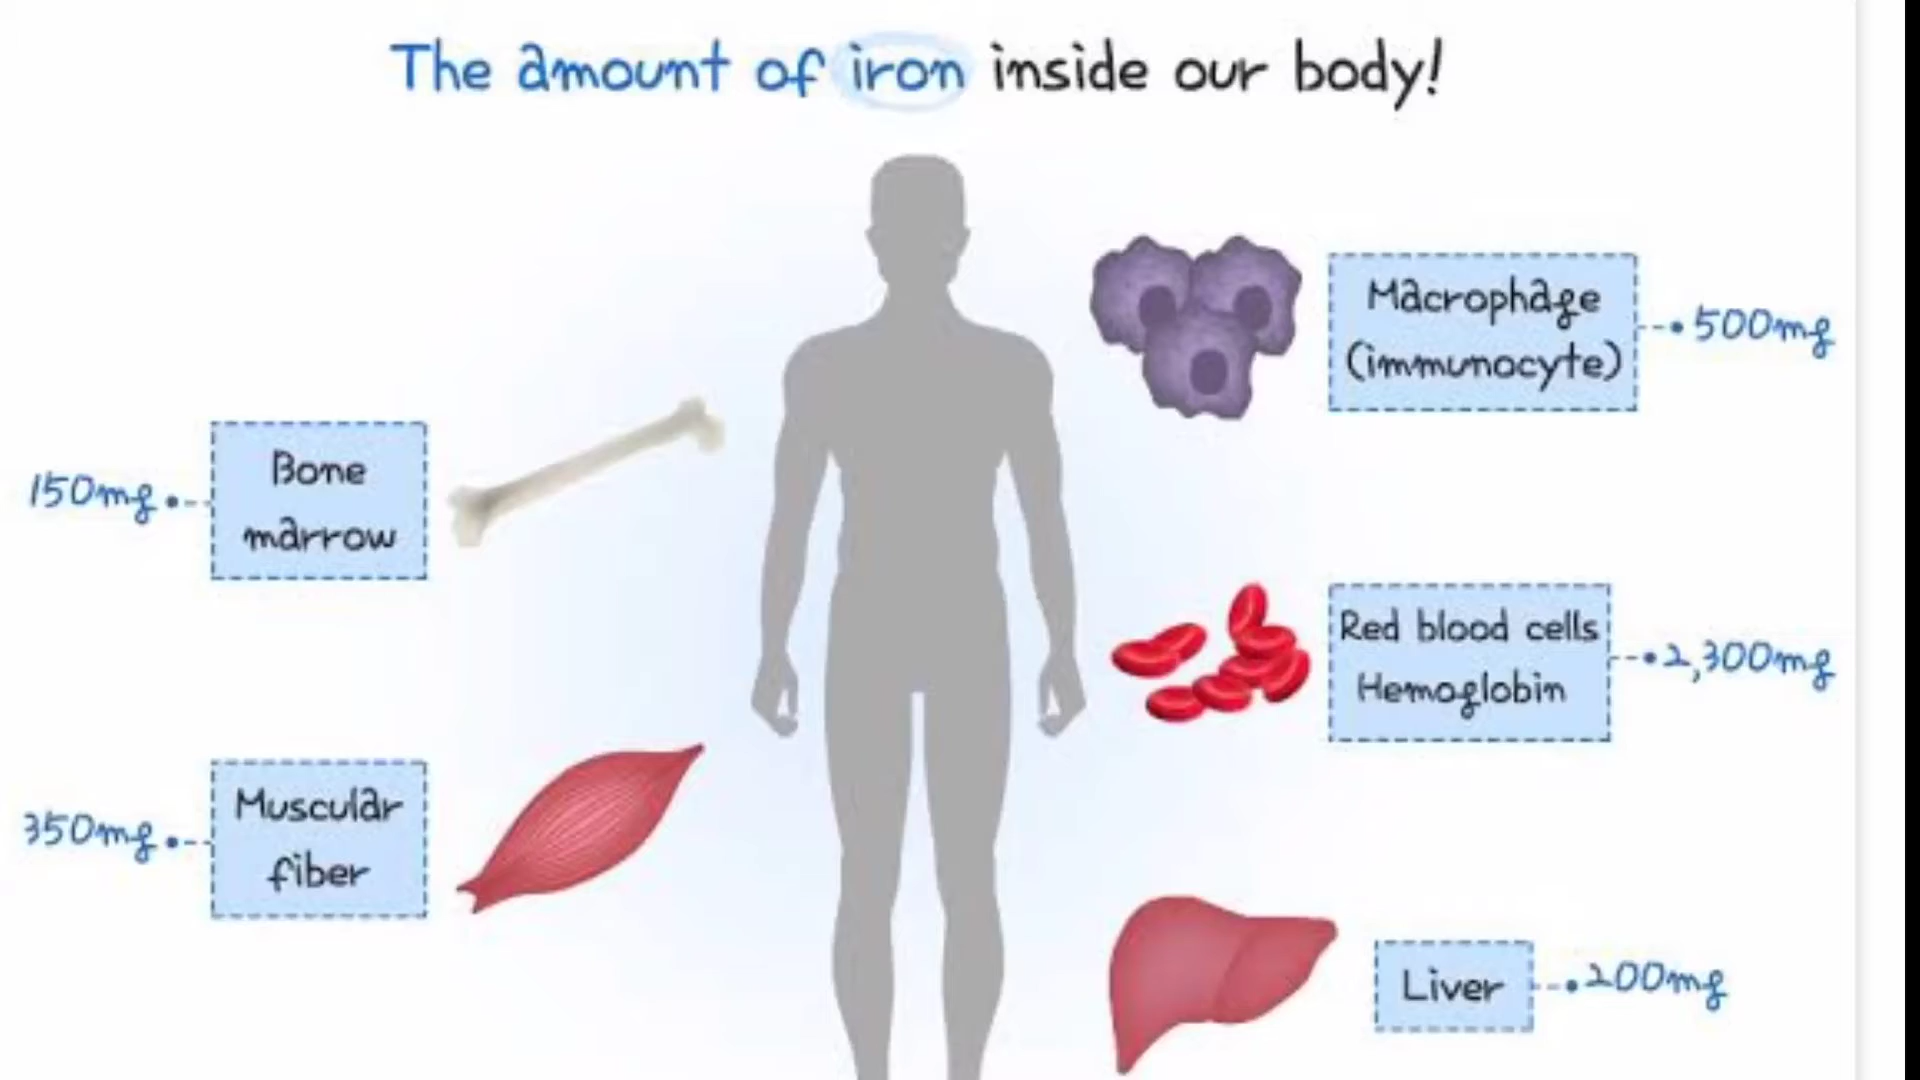 The amount of iron inside our body!
Macrophage
(immunocyte)
500mg
Bone
marrow
150mg
Red blood cells
Hemoglobin
2,300mg
Muscular
fiber
350mg
Liver
200mg